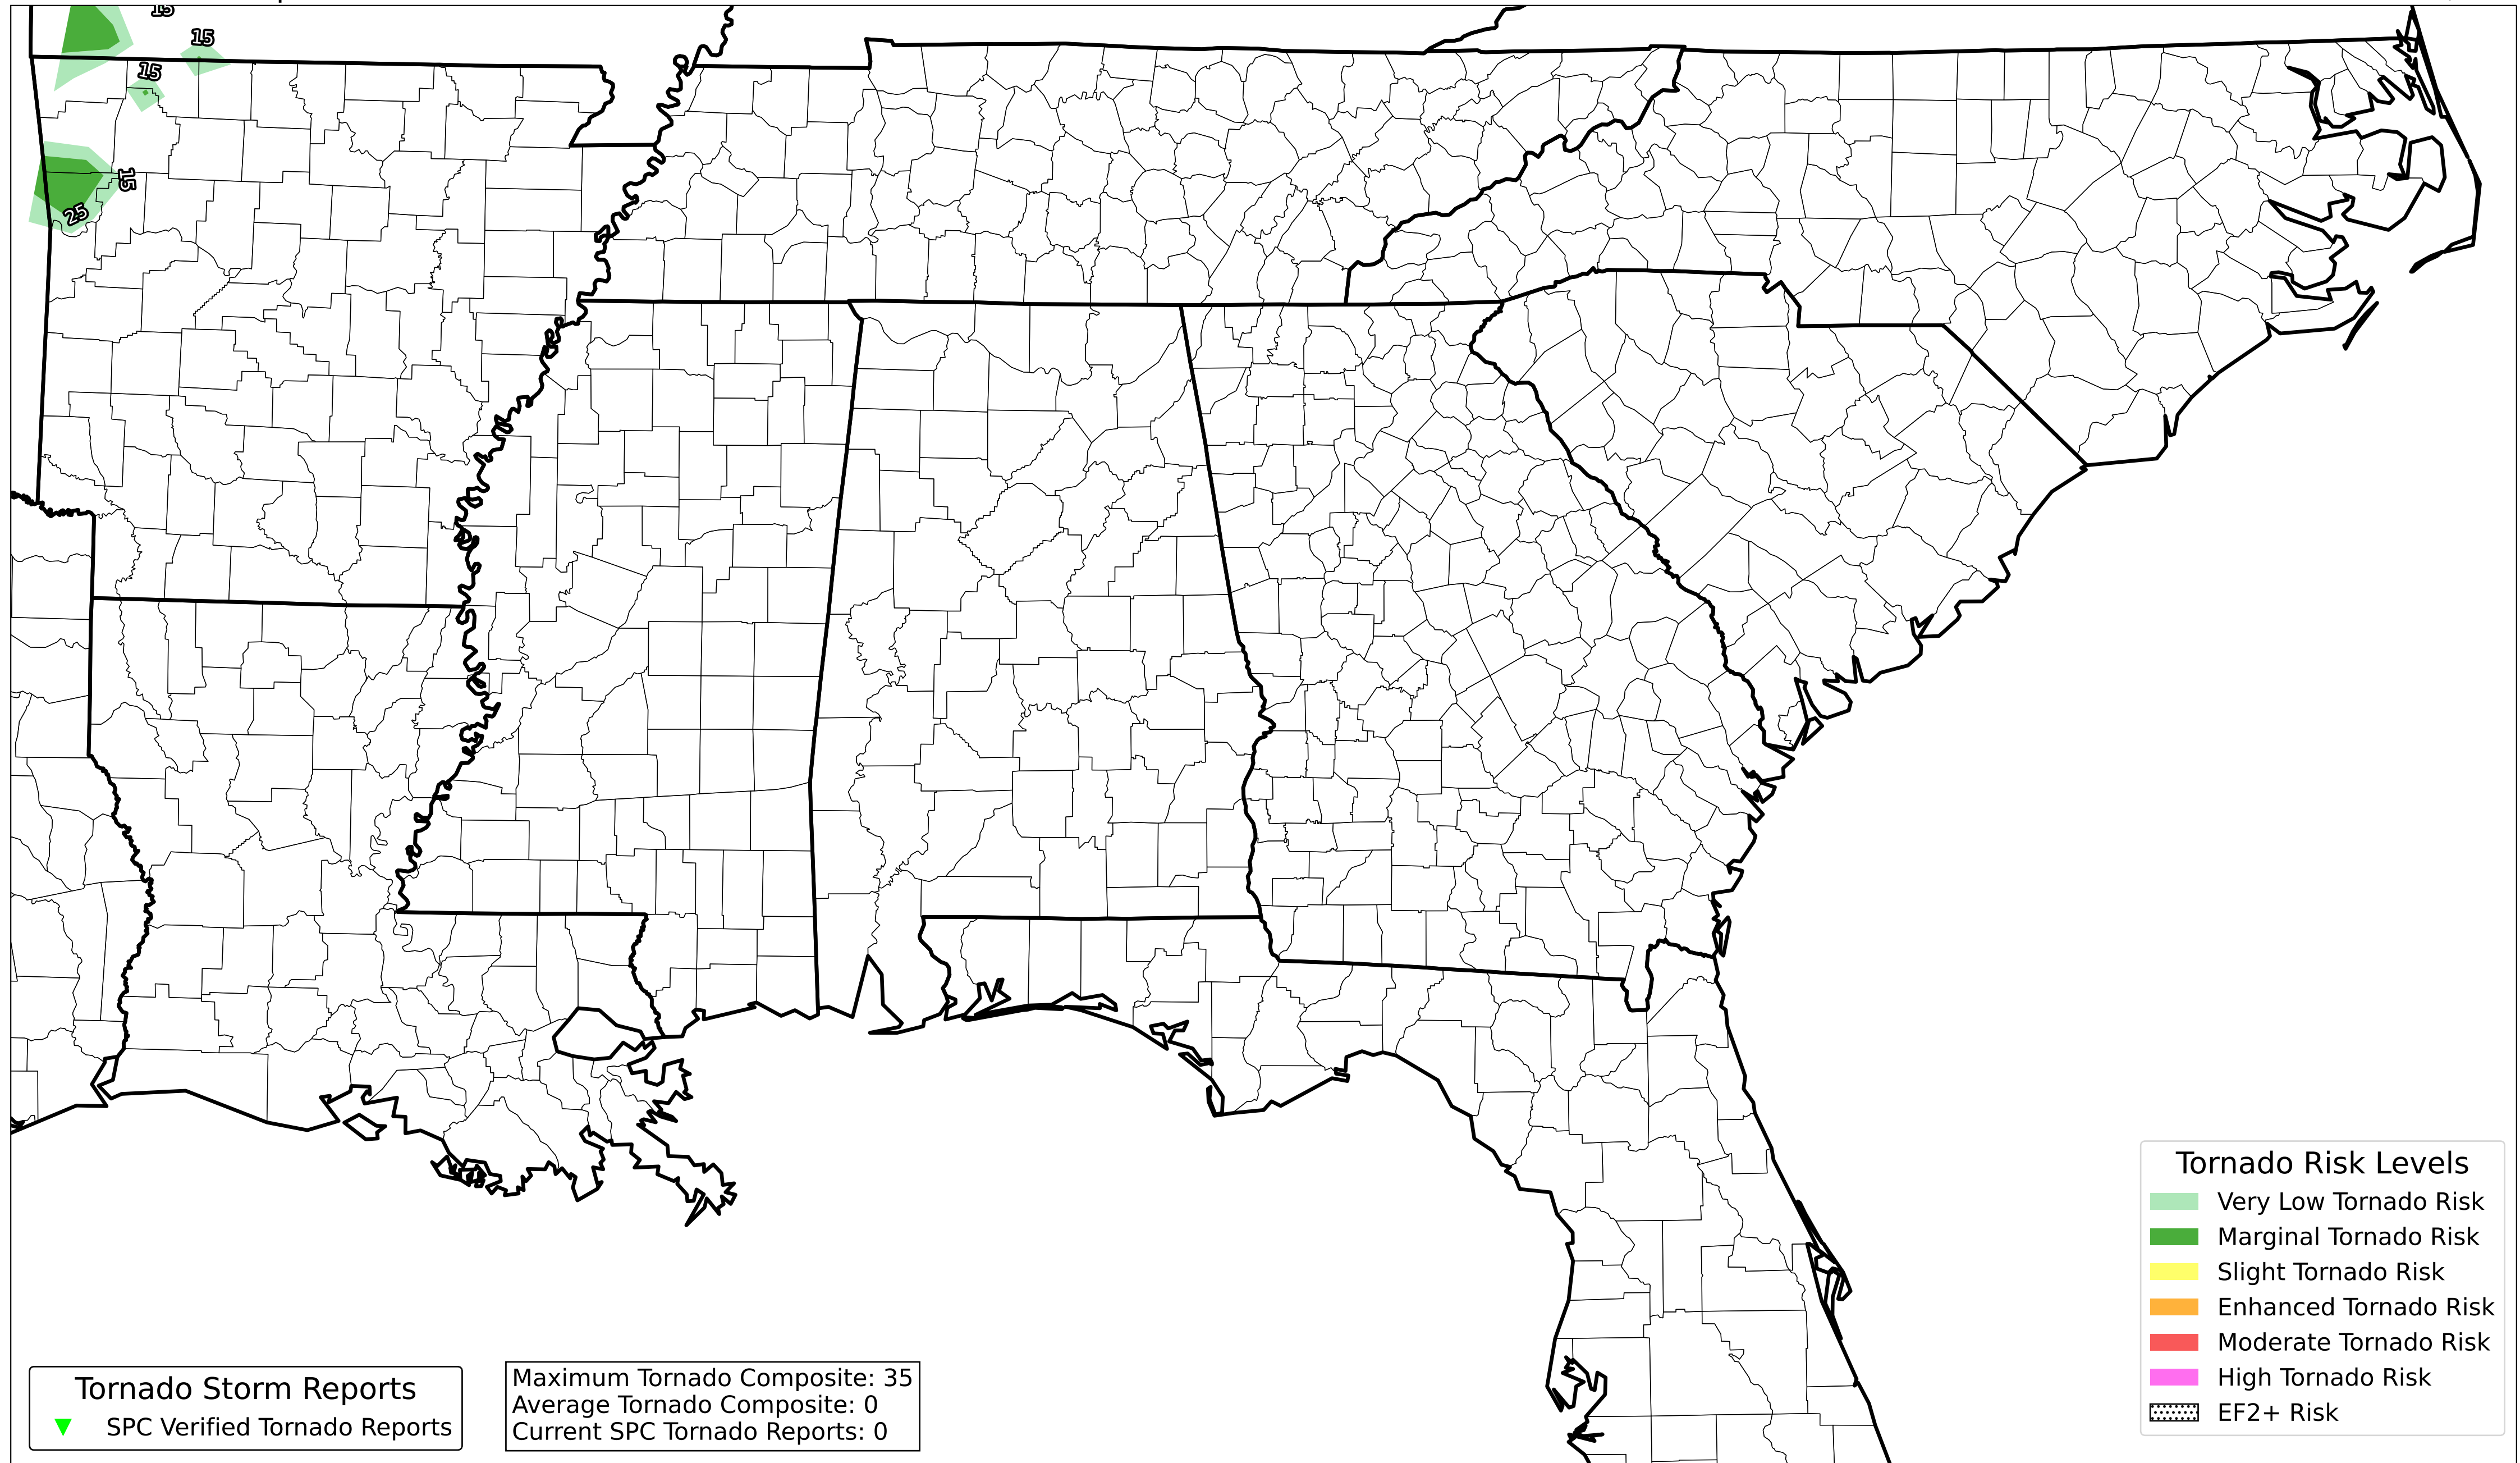 15
15
15
15
25
Tornado Risk Levels
Very Low Tornado Risk
Marginal Tornado Risk
Slight Tornado Risk
Enhanced Tornado Risk
Moderate Tornado Risk
High Tornado Risk
EF2+ Risk
Tornado Storm Reports
SPC Verified Tornado Reports
Maximum Tornado Composite: 35
Average Tornado Composite: 0
Current SPC Tornado Reports: 0